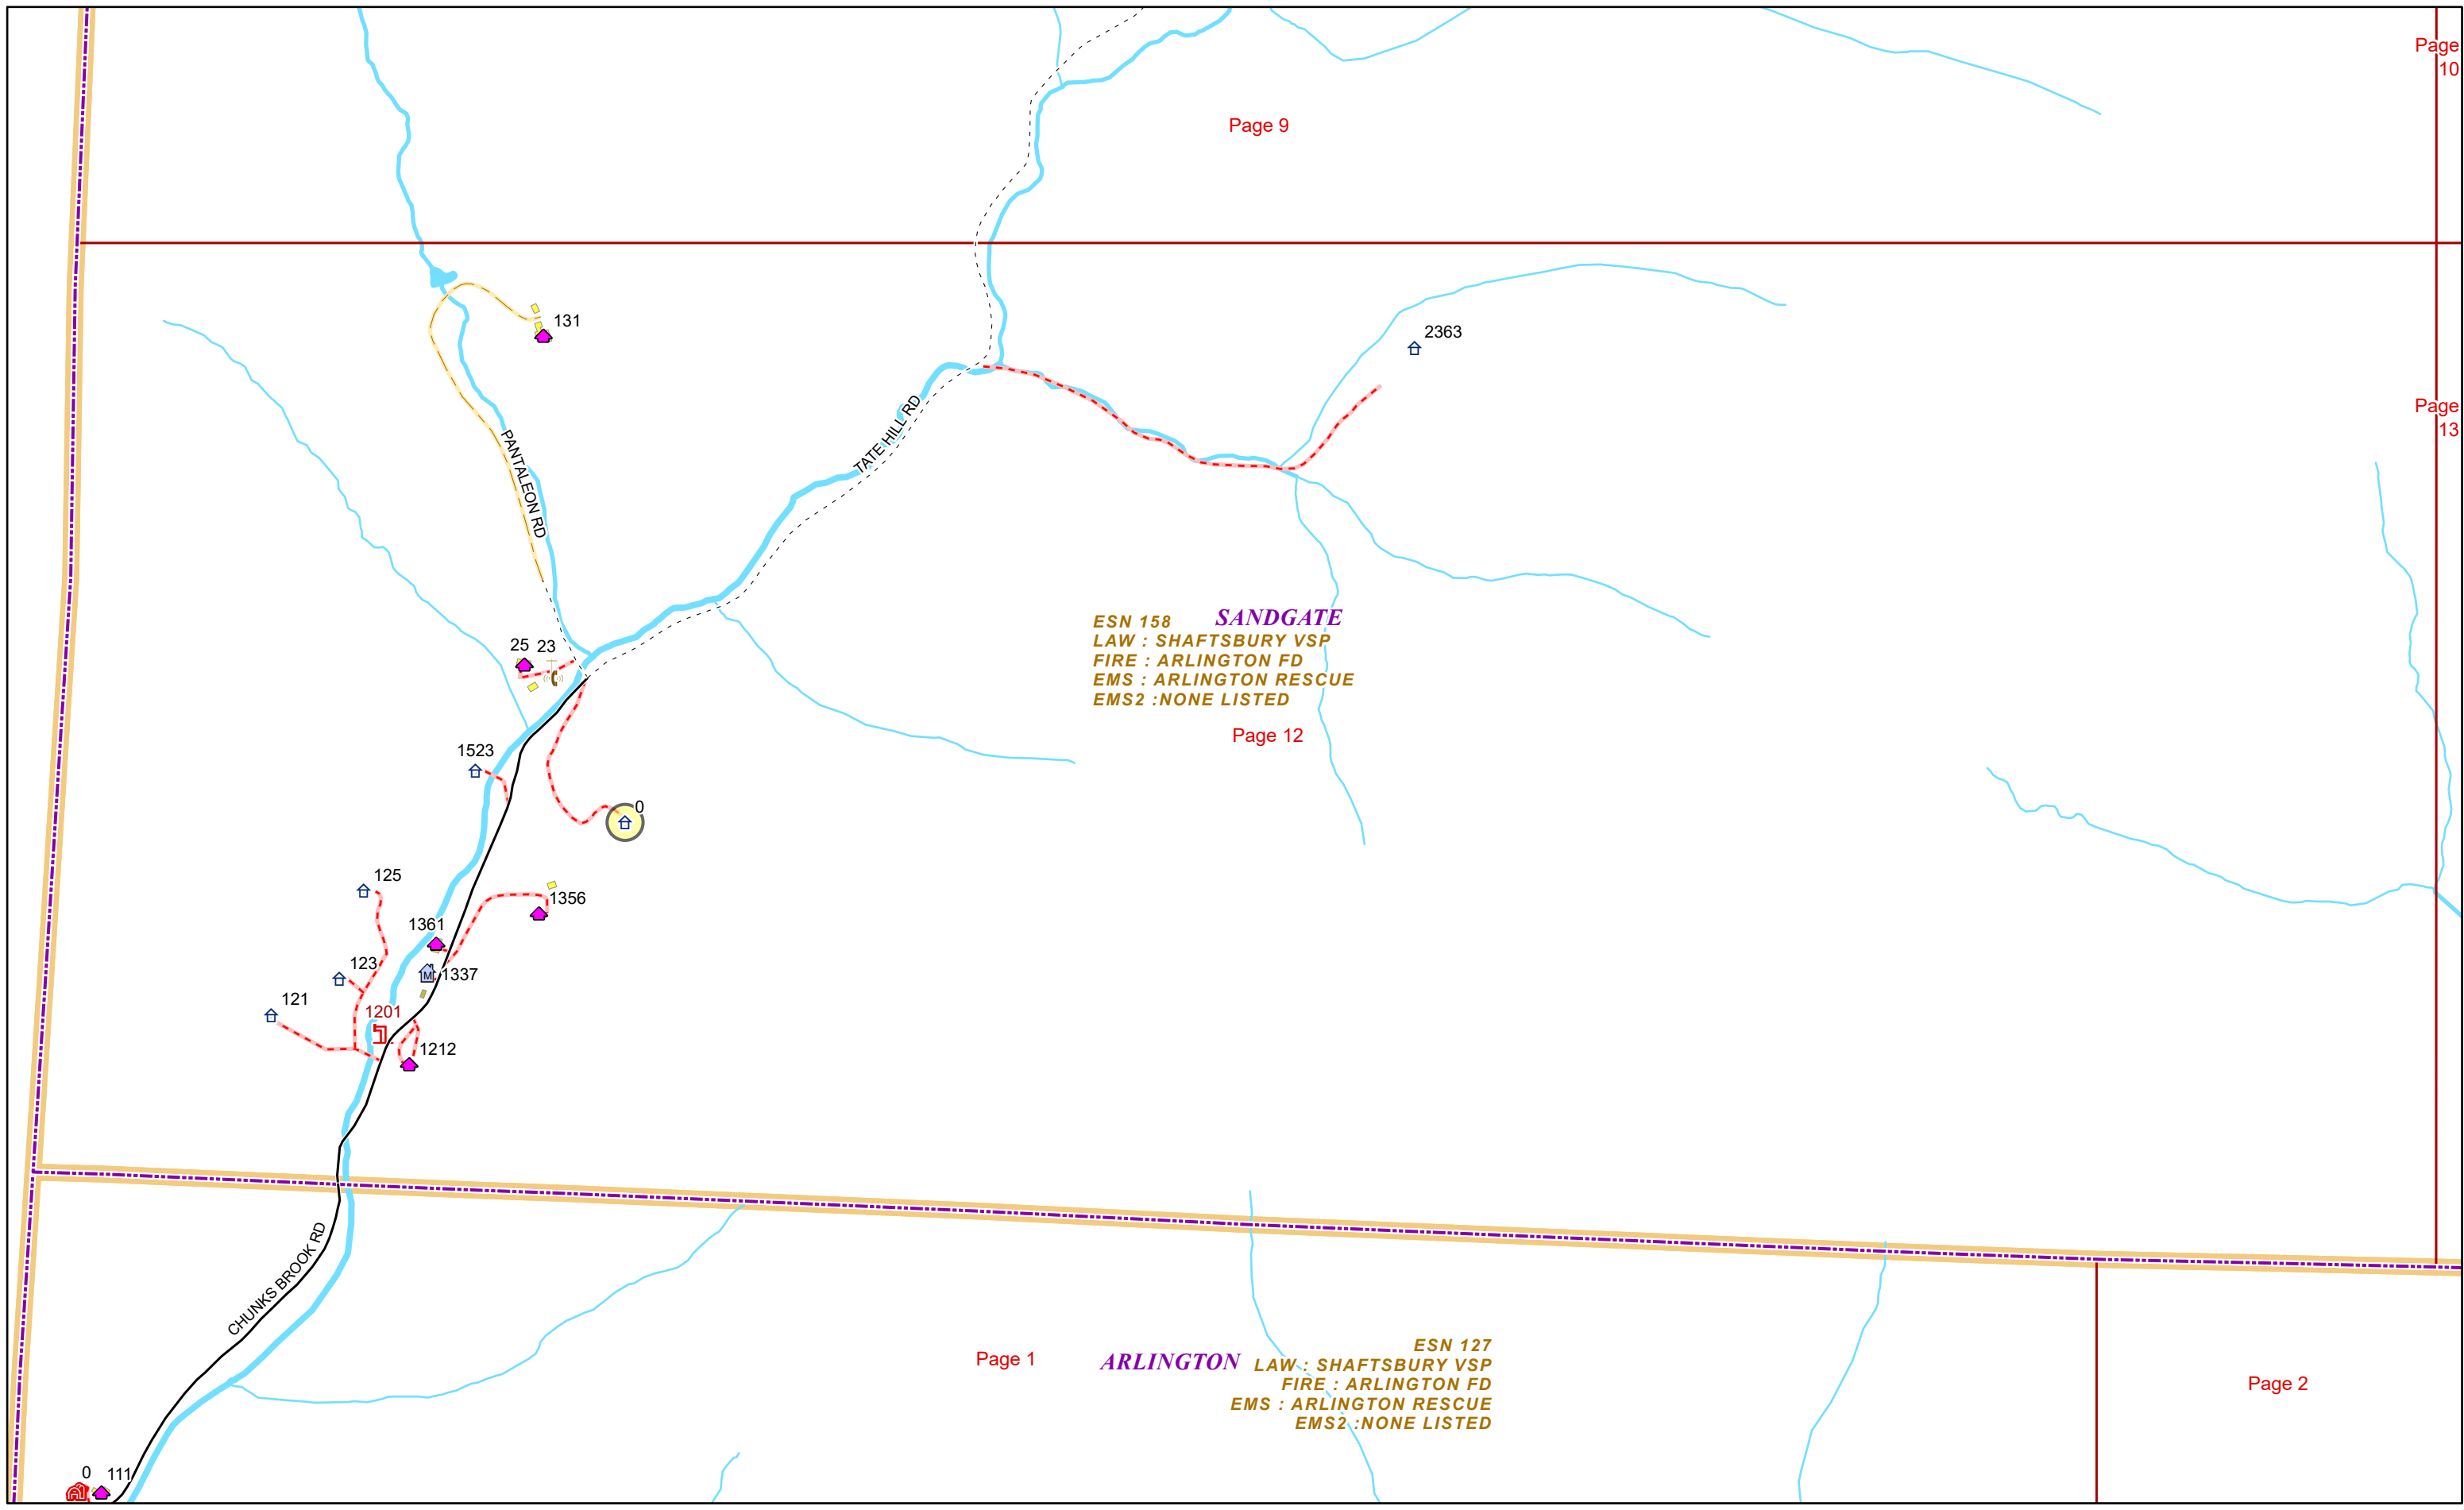 Page
10
Page 9
131
2363
Page
13
TATE HILL RD
PANTALEON RD
ESN 158
SANDGATE
LAW : SHAFTSBURY VSP
FIRE : ARLINGTON FD
EMS : ARLINGTON RESCUE
EMS2 :NONE LISTED
25
23
Page 12
1523
0
125
1356
1361
123
M
1337
121
1201
1212
CHUNKS BROOK RD
ESN 127
Page 1
ARLINGTON
LAW : SHAFTSBURY VSP
FIRE : ARLINGTON FD
EMS : ARLINGTON RESCUE
EMS2 :NONE LISTED
Page 2
0
111